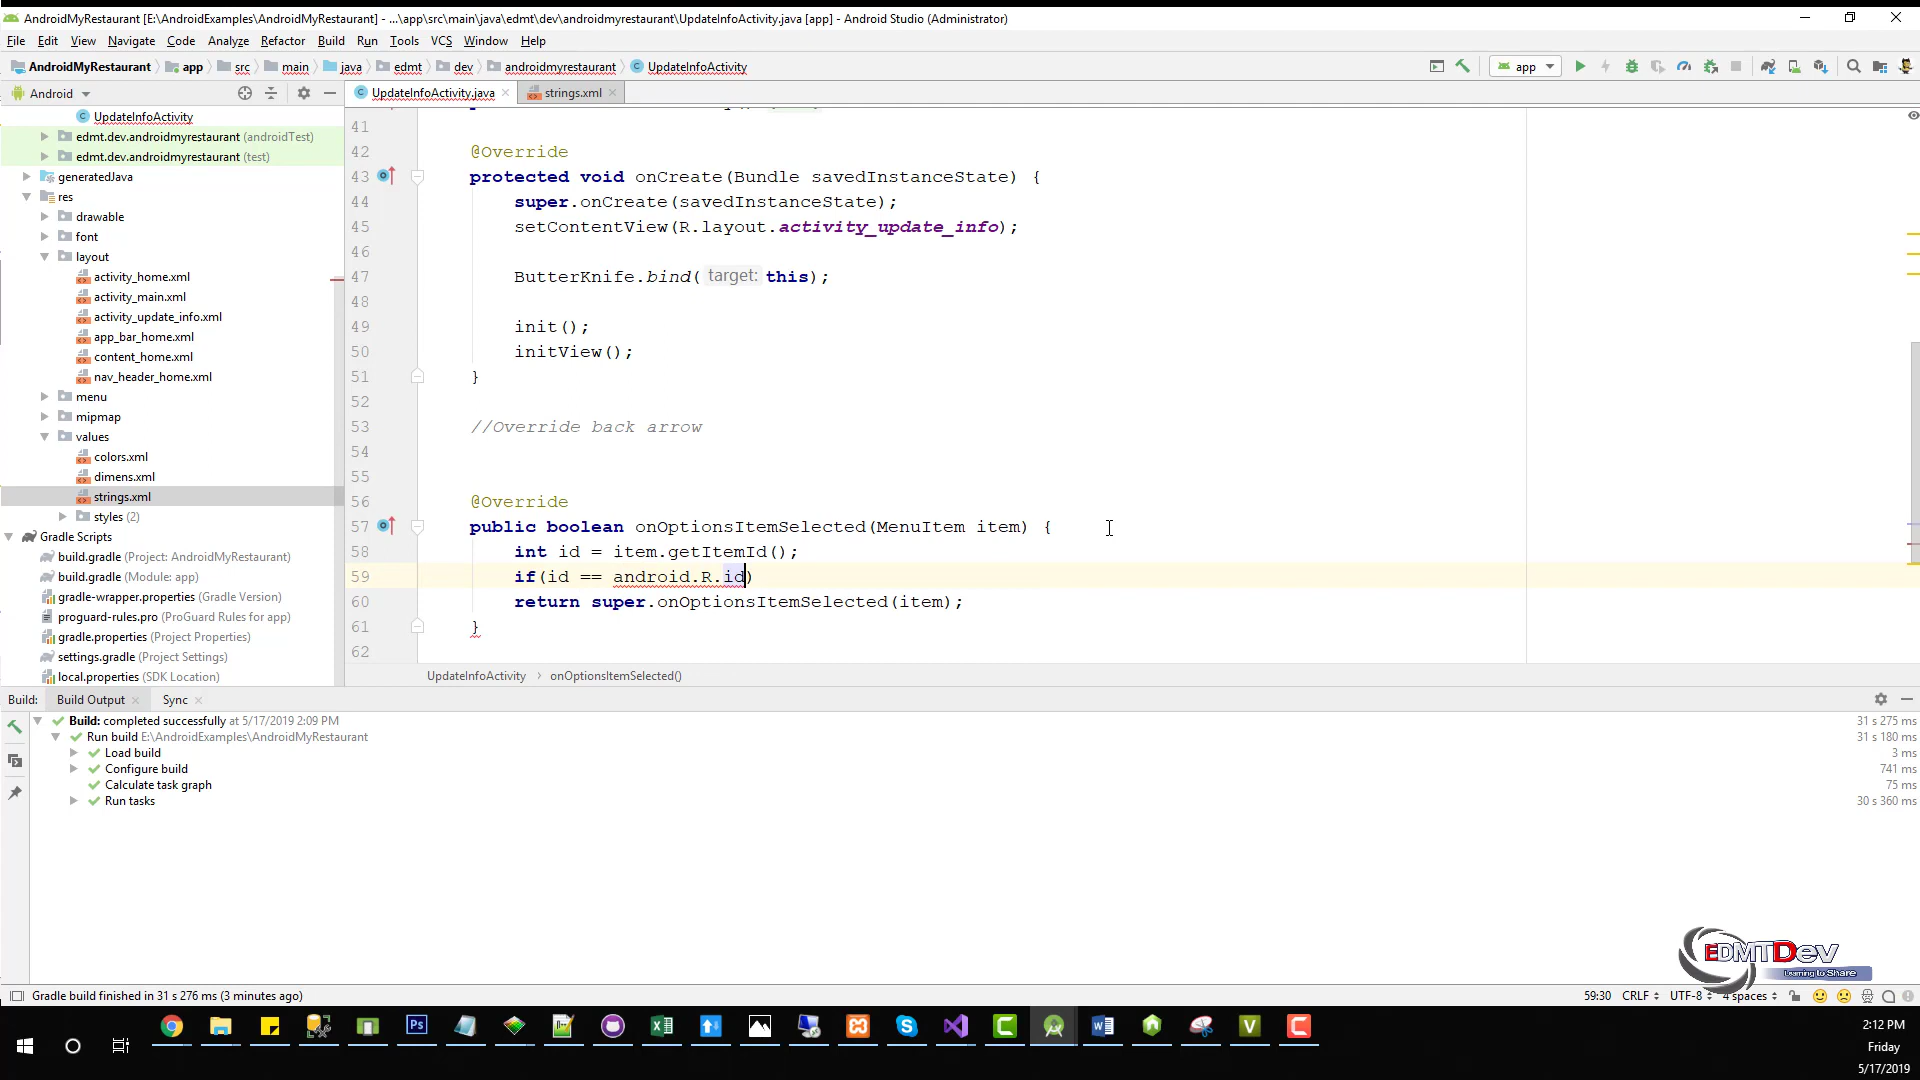 AndroidMyRestaurant [E:\AndroidExamples\AndroidMyRestaurant] - ...\app\src\main\java\edmt\dev\androidmyrestaurant\UpdateInfoActivity.java [app] - Android Studio (Administrator)
File Edit View Navigate Code Analyze Refactor Build Run Tools VCS Window Help
AndroidMyRestaurant app src main java edmt dev androidmyrestaurant UpdateInfoActivity app
Android UpdateInfoActivity.java strings.xml
UpdateInfoActivity
edmt.dev.androidmyrestaurant (androidTest)
edmt.dev.androidmyrestaurant (test)
generatedJava
res
drawable
font
layout
activity_home.xml
activity_main.xml
activity_update_info.xml
app_bar_home.xml
content_home.xml
nav_header_home.xml
menu
mipmap
values
colors.xml
dimens.xml
strings.xml
styles (2)
Gradle Scripts
build.gradle (Project: AndroidMyRestaurant)
build.gradle (Module: app)
gradle-wrapper.properties (Gradle Version)
proguard-rules.pro (ProGuard Rules for app)
gradle.properties (Project Properties)
settings.gradle (Project Settings)
local.properties (SDK Location)
41
42 @Override
43 protected void onCreate(Bundle savedInstanceState) {
44 super.onCreate(savedInstanceState);
45 setContentView(R.layout.activity_update_info);
46
47 ButterKnife.bind( target: this);
48
49 init();
50 initView();
51 }
52
53 //Override back arrow
54
55
56 @Override
57 public boolean onOptionsItemSelected(MenuItem item) {
58 int id = item.getItemId();
59 if(id == android.R.id)
60 return super.onOptionsItemSelected(item);
61 }
62
UpdateInfoActivity › onOptionsItemSelected()
Build: Build Output Sync
Build: completed successfully at 5/17/2019 2:09 PM 31 s 275 ms
Run build E:\AndroidExamples\AndroidMyRestaurant 31 s 180 ms
Load build 3 ms
Configure build 741 ms
Calculate task graph 75 ms
Run tasks 30 s 360 ms
EDMTDev
Learning to Share
Gradle build finished in 31 s 276 ms (3 minutes ago) 59:30 CRLF UTF-8 4 spaces
2:12 PM
Friday
5/17/2019